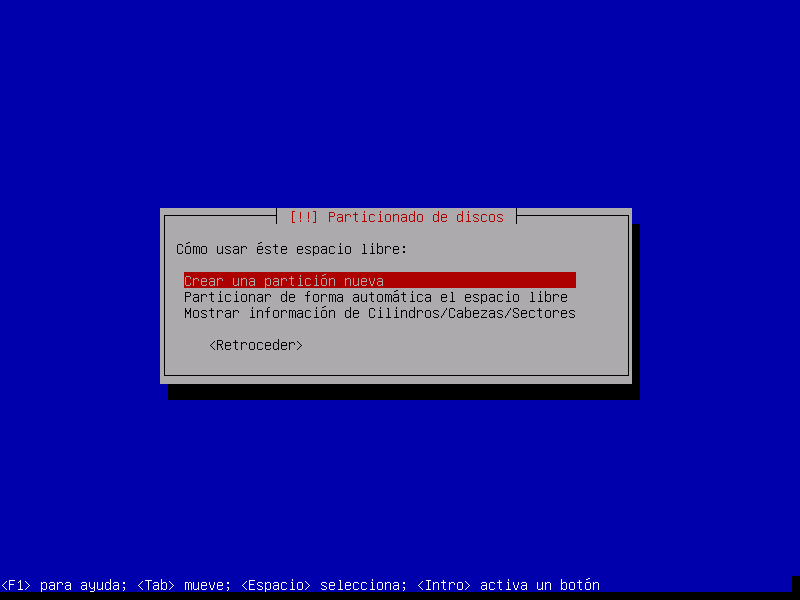 [!!] Particionado de discos
Cómo usar éste espacio libre:
Crear una partición nueva
Particionar de forma automática el espacio libre
Mostrar información de Cilindros/Cabezas/Sectores
<Retroceder>
<F1> para ayuda; <Tab> mueve; <Espacio> selecciona; <Intro> activa un botón